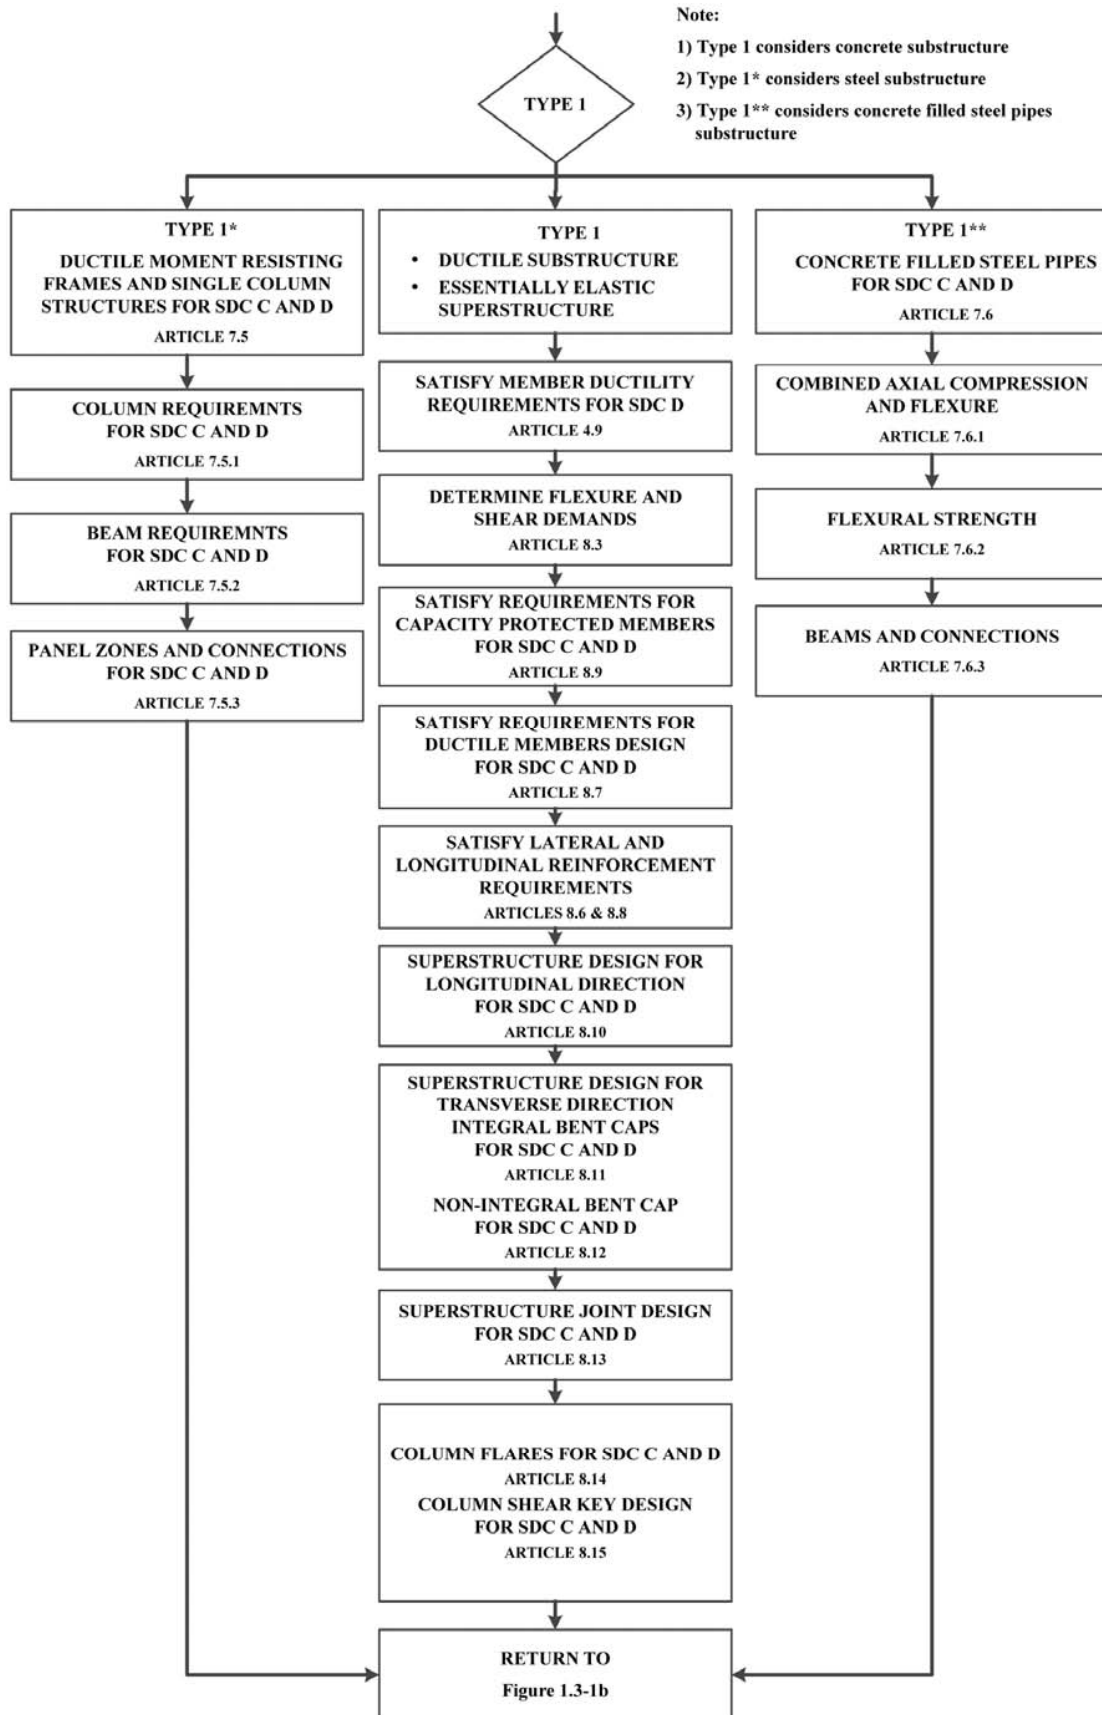 Note:
1) Type 1 considers concrete substructure
2) Type 1* considers steel substructure
3) Type 1** considers concrete filled steel pipes
substructure
TYPE 1
TYPE 1*
DUCTILE MOMENT RESISTING
FRAMES AND SINGLE COLUMN
STRUCTURES FOR SDC C AND D
ARTICLE 7.5
COLUMN REQUIREMNTS
FOR SDC C AND D
ARTICLE 7.5.1
BEAM REQUIREMNTS
FOR SDC C AND D
ARTICLE 7.5.2
PANEL ZONES AND CONNECTIONS
FOR SDC C AND D
ARTICLE 7.5.3
TYPE 1
• DUCTILE SUBSTRUCTURE
• ESSENTIALLY ELASTIC
SUPERSTRUCTURE
SATISFY MEMBER DUCTILITY
REQUIREMENTS FOR SDC D
ARTICLE 4.9
DETERMINE FLEXURE AND
SHEAR DEMANDS
ARTICLE 8.3
SATISFY REQUIREMENTS FOR
CAPACITY PROTECTED MEMBERS
FOR SDC C AND D
ARTICLE 8.9
SATISFY REQUIREMENTS FOR
DUCTILE MEMBERS DESIGN
FOR SDC C AND D
ARTICLE 8.7
SATISFY LATERAL AND
LONGITUDINAL REINFORCEMENT
REQUIREMENTS
ARTICLES 8.6 & 8.8
SUPERSTRUCTURE DESIGN FOR
LONGITUDINAL DIRECTION
FOR SDC C AND D
ARTICLE 8.10
SUPERSTRUCTURE DESIGN FOR
TRANSVERSE DIRECTION
INTEGRAL BENT CAPS
FOR SDC C AND D
ARTICLE 8.11
NON-INTEGRAL BENT CAP
FOR SDC C AND D
ARTICLE 8.12
SUPERSTRUCTURE JOINT DESIGN
FOR SDC C AND D
ARTICLE 8.13
COLUMN FLARES FOR SDC C AND D
ARTICLE 8.14
COLUMN SHEAR KEY DESIGN
FOR SDC C AND D
ARTICLE 8.15
TYPE 1**
CONCRETE FILLED STEEL PIPES
FOR SDC C AND D
ARTICLE 7.6
COMBINED AXIAL COMPRESSION
AND FLEXURE
ARTICLE 7.6.1
FLEXURAL STRENGTH
ARTICLE 7.6.2
BEAMS AND CONNECTIONS
ARTICLE 7.6.3
RETURN TO
Figure 1.3-1b